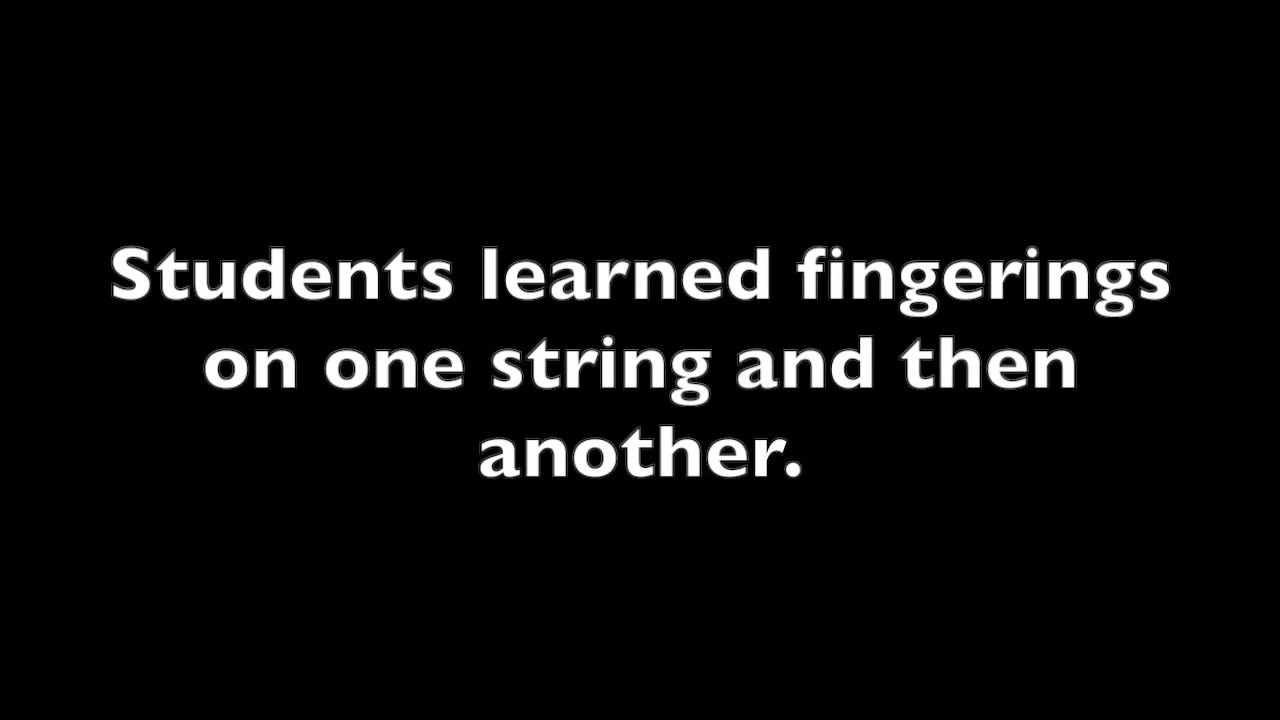 Students learned fingerings
on one string and then
another.